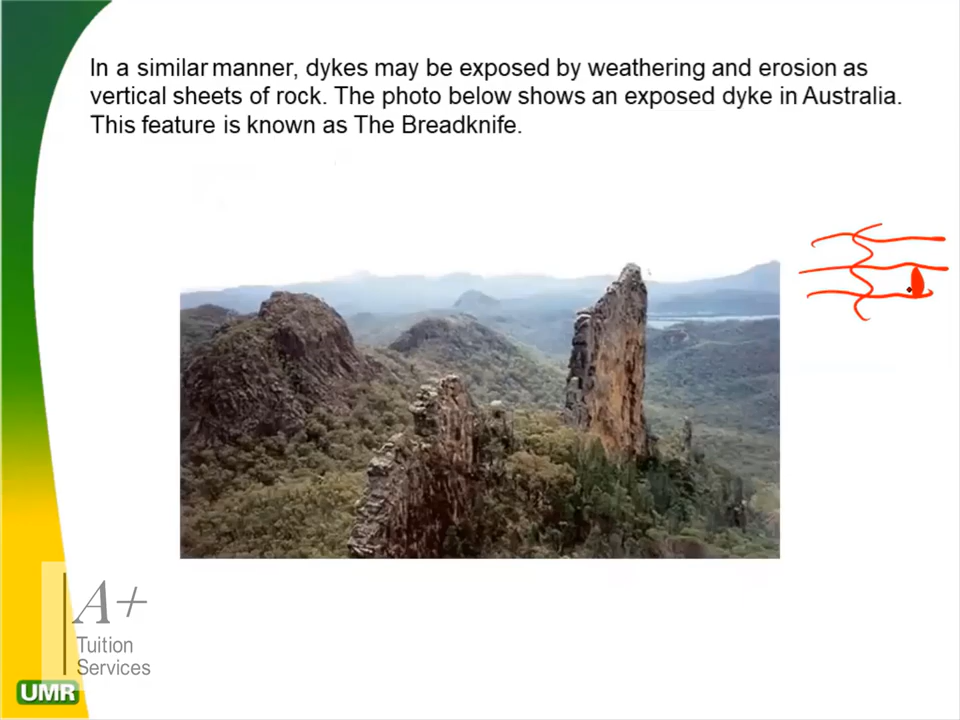 In a similar manner, dykes may be exposed by weathering and erosion as
vertical sheets of rock. The photo below shows an exposed dyke in Australia.
This feature is known as The Breadknife.
A+
Tuition
Services
UMR